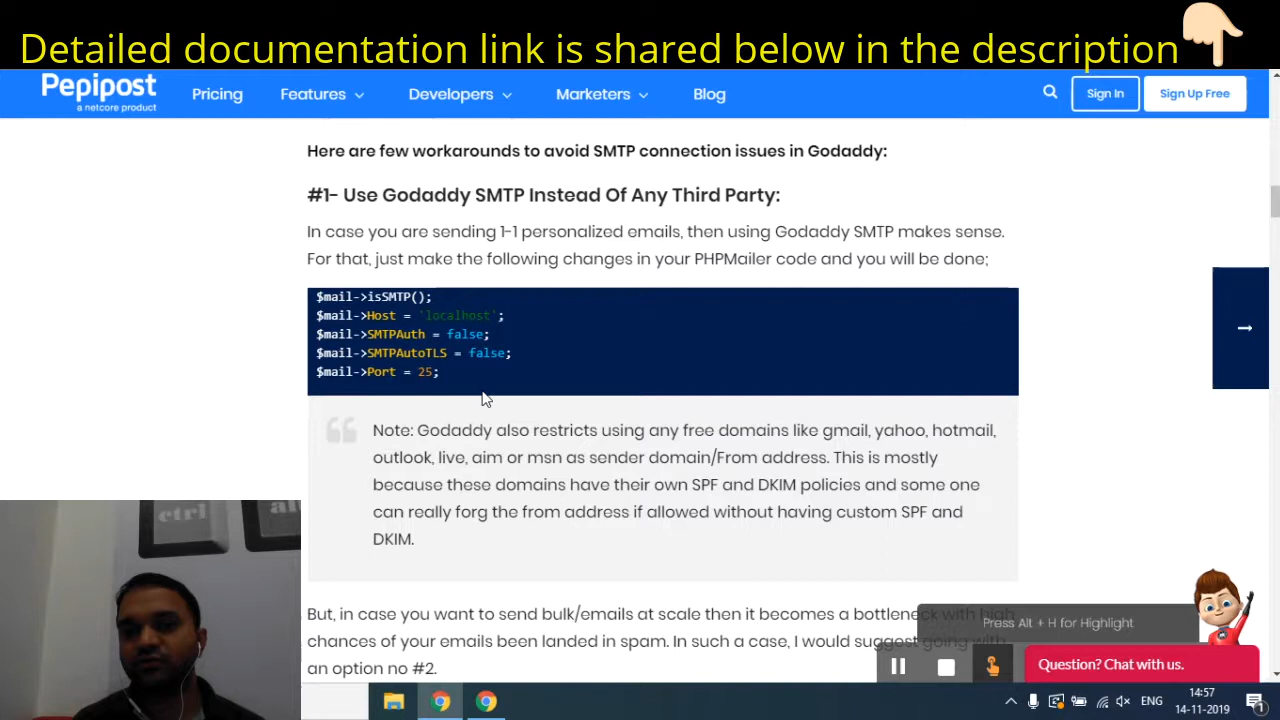 Detailed documentation link is shared below in the description
Pepipost
a netcore product
Pricing
Features
Developers
Marketers
Blog
Sign In
Sign Up Free
Here are few workarounds to avoid SMTP connection issues in Godaddy:
#1- Use Godaddy SMTP Instead Of Any Third Party:
In case you are sending 1-1 personalized emails, then using Godaddy SMTP makes sense.
For that, just make the following changes in your PHPMailer code and you will be done;
$mail->isSMTP();
$mail->Host = 'localhost';
$mail->SMTPAuth = false;
$mail->SMTPAutoTLS = false;
$mail->Port = 25;
Note: Godaddy also restricts using any free domains like gmail, yahoo, hotmail,
outlook, live, aim or msn as sender domain/From address. This is mostly
because these domains have their own SPF and DKIM policies and some one
can really forg the from address if allowed without having custom SPF and
DKIM.
But, in case you want to send bulk/emails at scale then it becomes a bottleneck with high
chances of your emails been landed in spam. In such a case, I would suggest going with
an option no #2.
Press Alt + H for Highlight
Question? Chat with us.
ctrl
al
ENG
14:57
14-11-2019
1